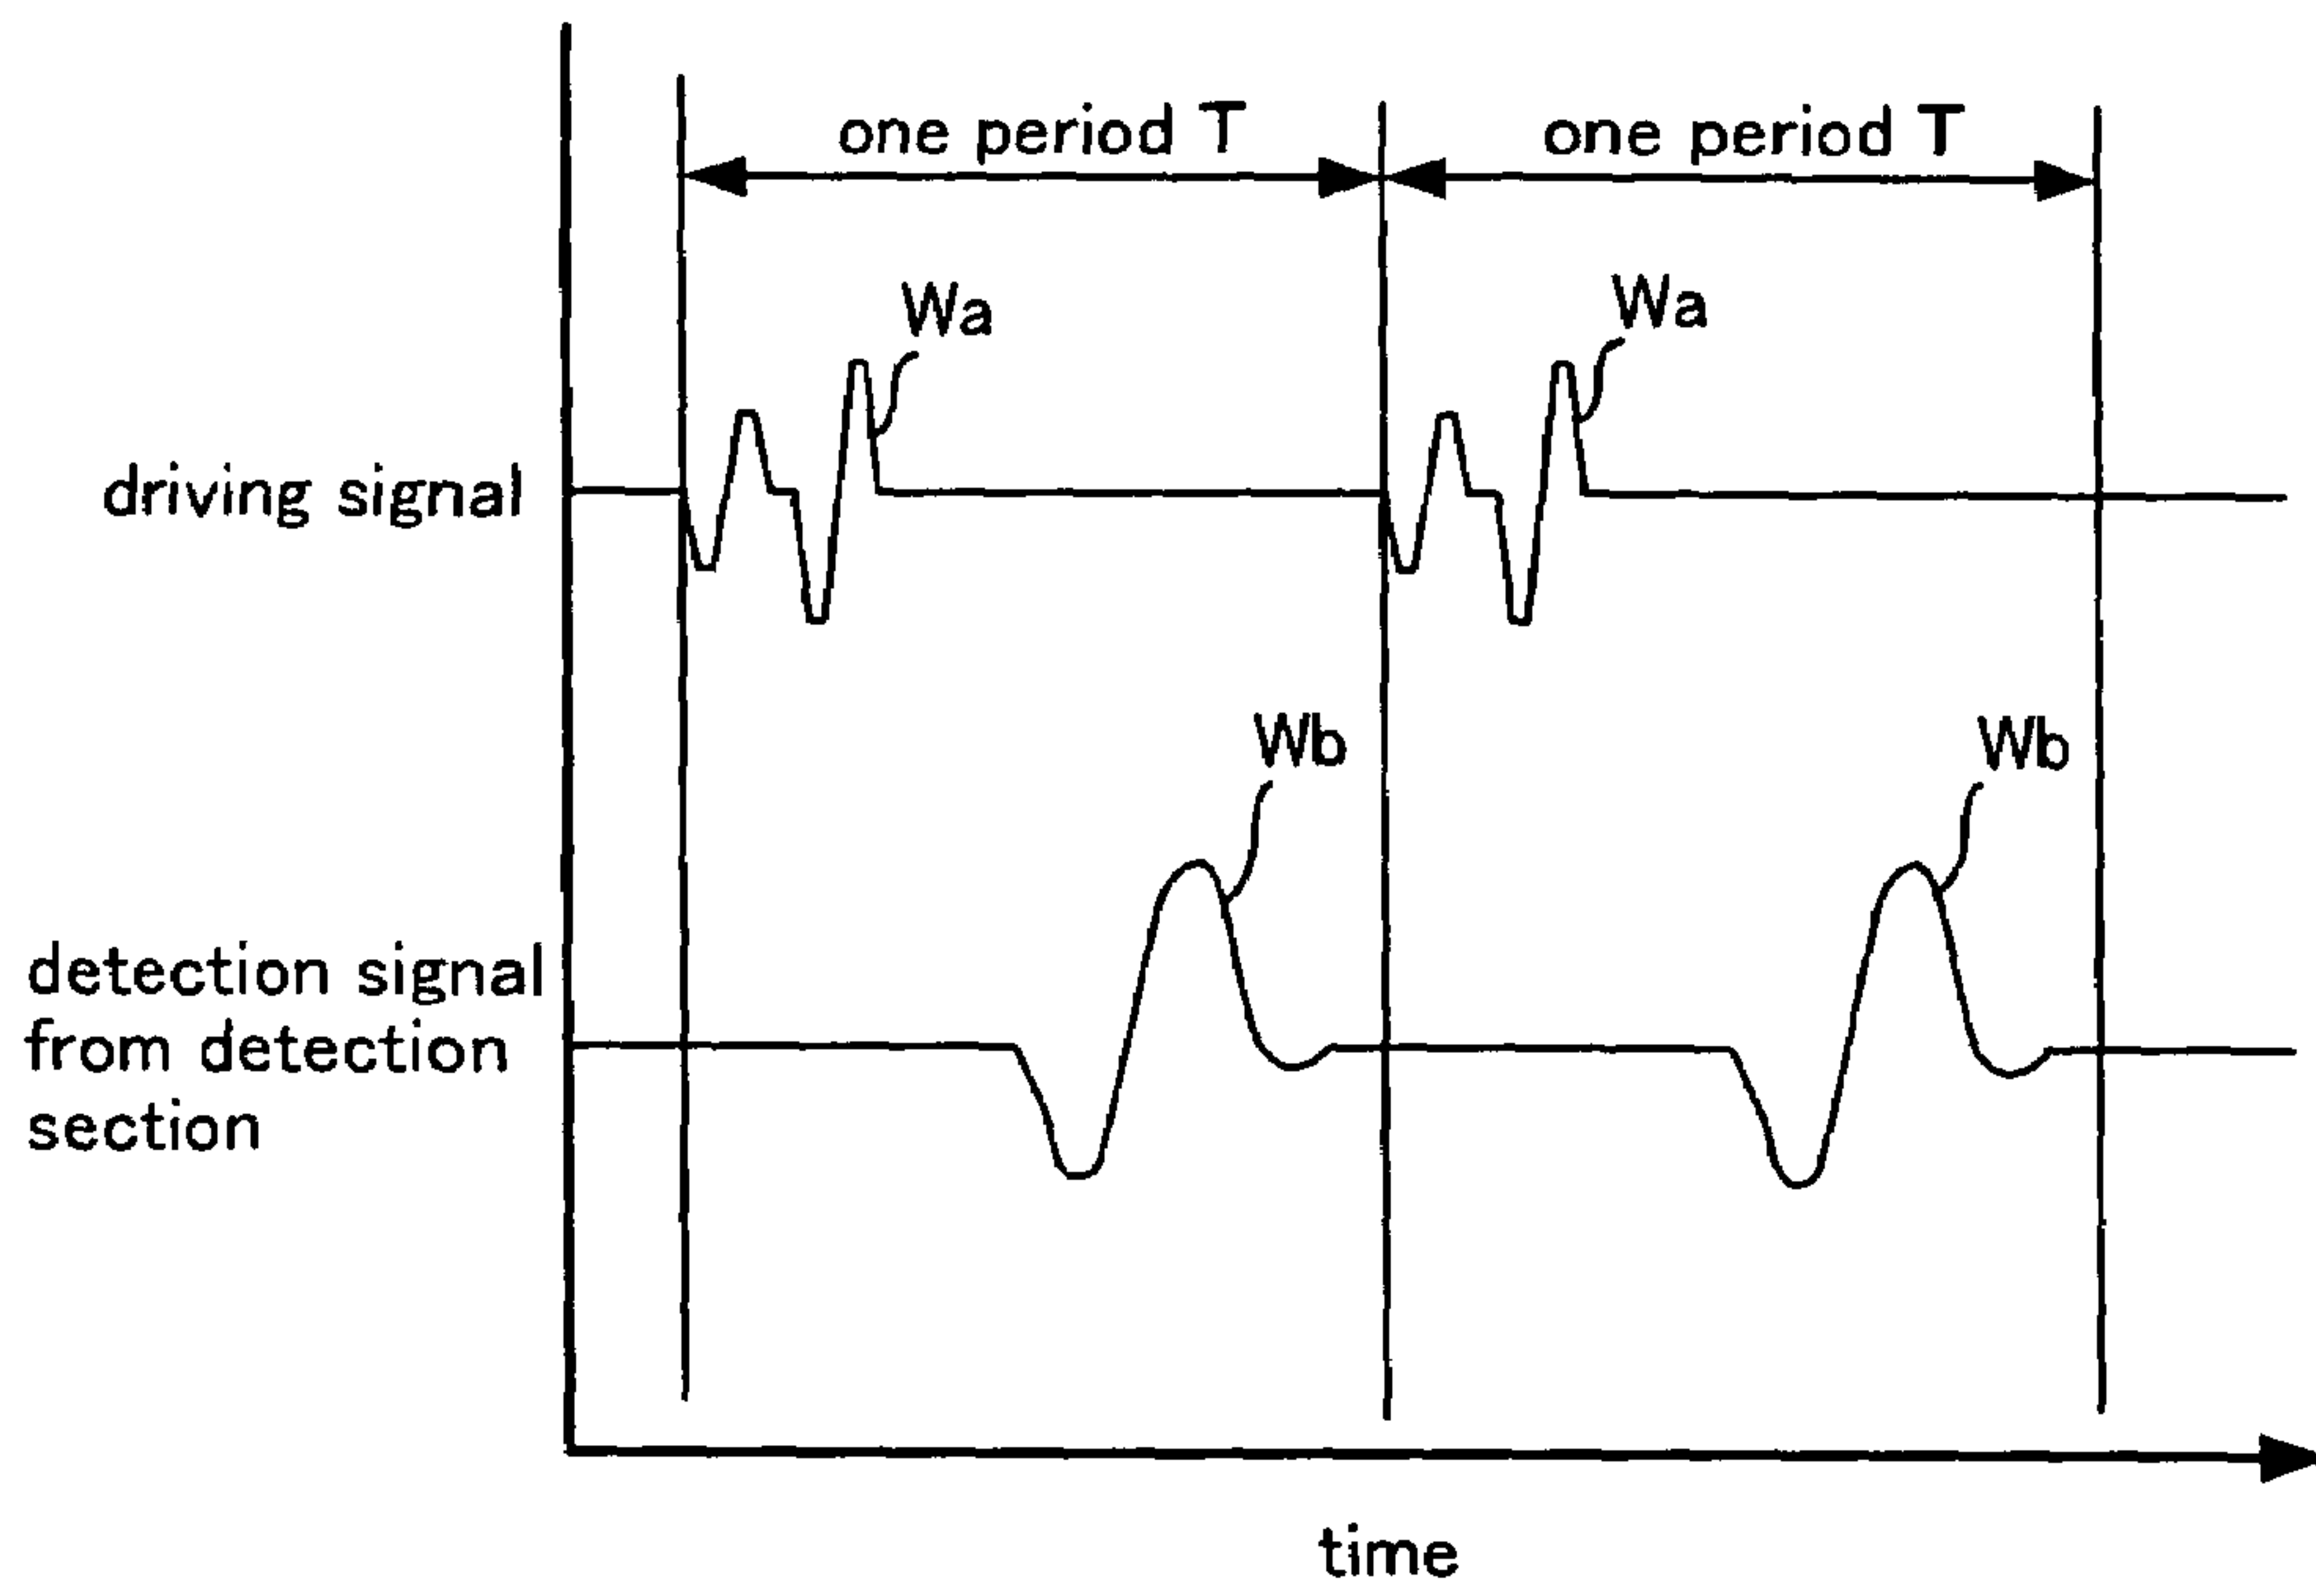 one period T
one period T
Wa
Wa
driving signal
Wb
Wb
detection signal
from detection
section
time